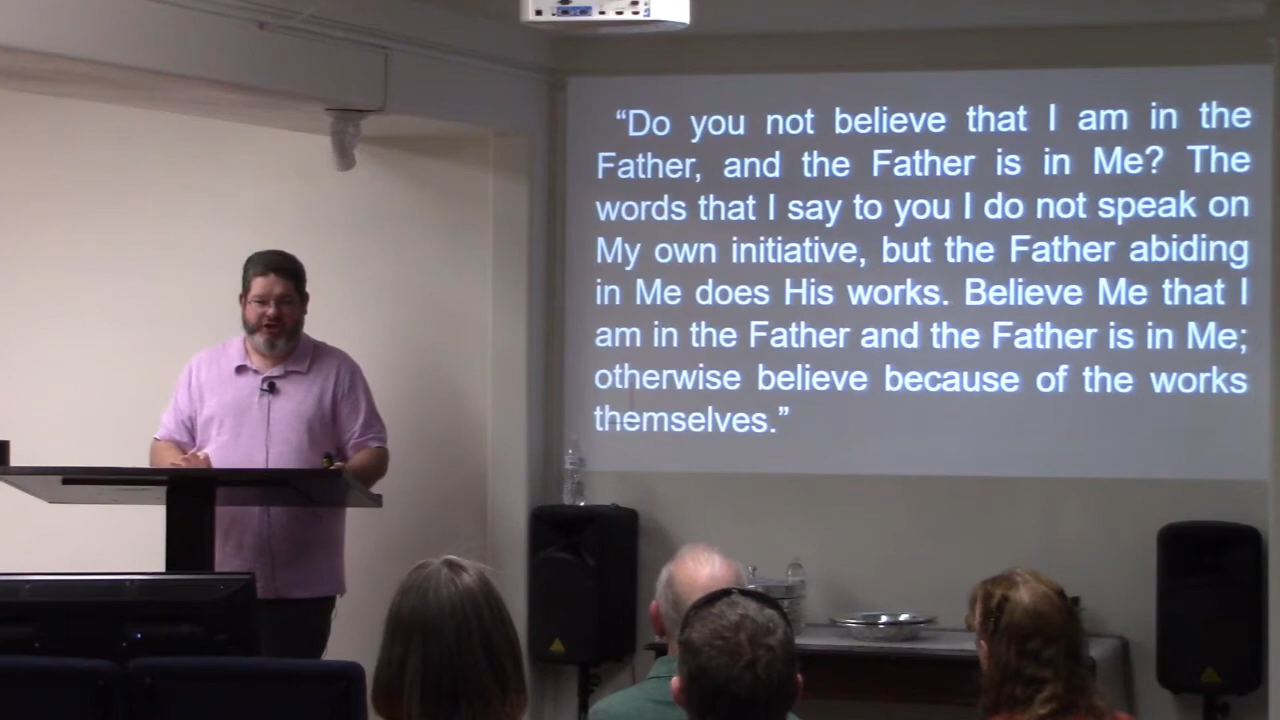 “Do you not believe that I am in the
Father, and the Father is in Me? The
words that I say to you I do not speak on
My own initiative, but the Father abiding
in Me does His works. Believe Me that I
am in the Father and the Father is in Me;
otherwise believe because of the works
themselves.”